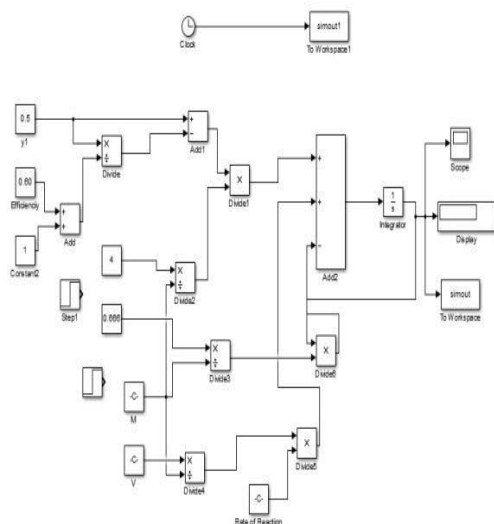 Clock
simout1
To Workspace1
0.5
y1
×
÷
Divide
+
−
Add1
×
Divide1
0.60
Efficiency
+
+
Add
1
Constant2
4
×
÷
Divide2
Step1
0.666
×
÷
Divide3
-C-
M
-C-
V
×
÷
Divide4
×
Divide5
-C-
Rate of Reaction
×
Divide6
+
+
−
Add2
1
s
Integrator
Scope
Display
simout
To Workspace